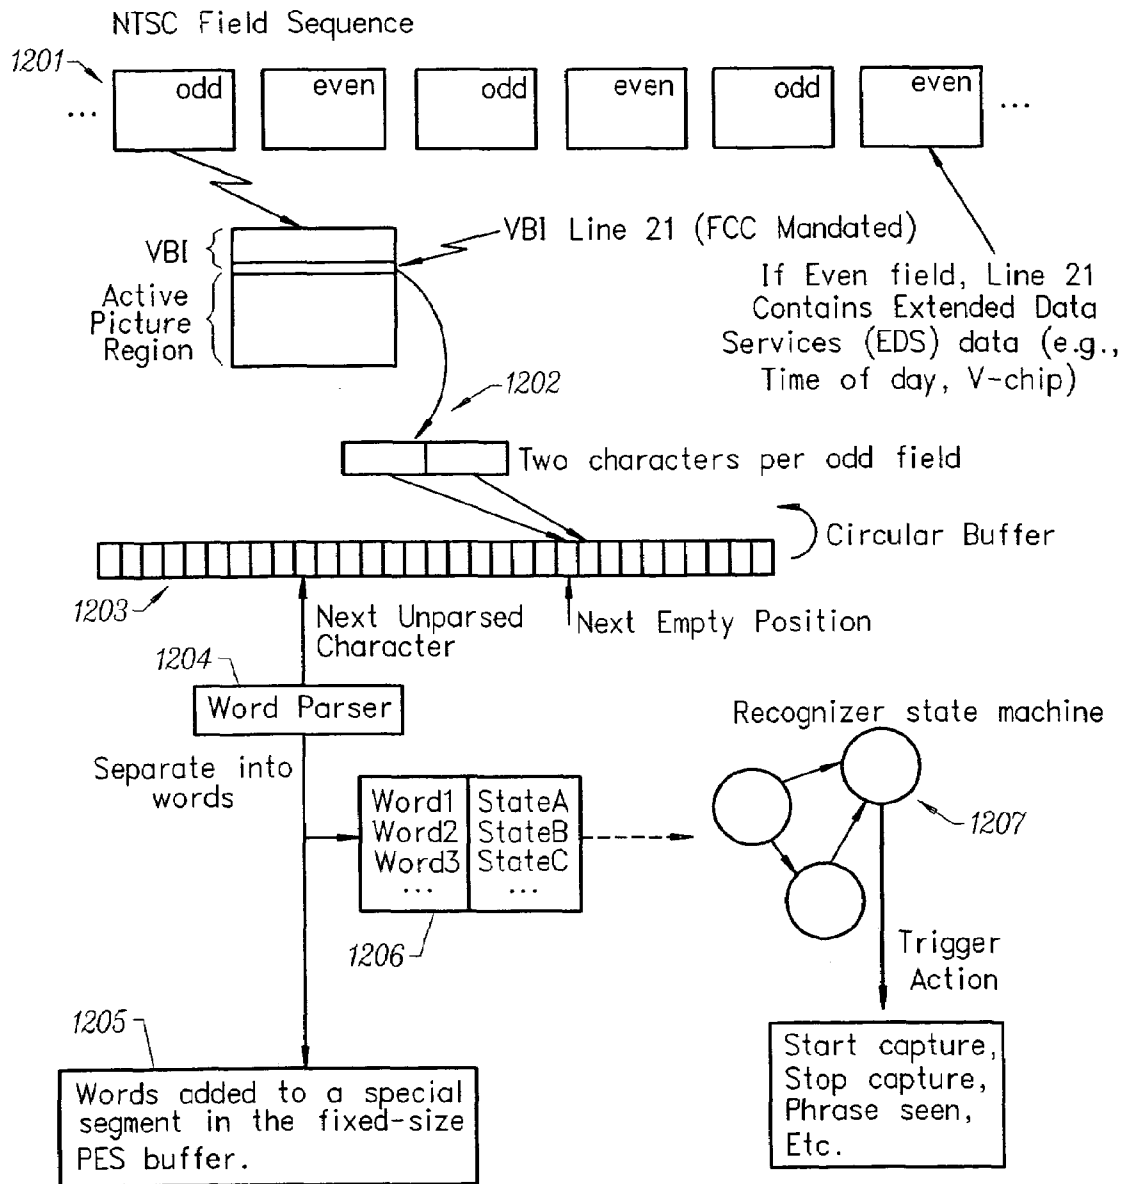 NTSC Field Sequence
1201
... odd even odd even odd even ...
VBI
VBI Line 21 (FCC Mandated)
Active
Picture
Region
If Even field, Line 21
Contains Extended Data
Services (EDS) data (e.g.,
Time of day, V-chip)
1202
Two characters per odd field
Circular Buffer
1203
Next Unparsed
Character
Next Empty Position
1204
Word Parser
Separate into
words
Word1 StateA
Word2 StateB
Word3 StateC
... ...
1206
Recognizer state machine
1207
Trigger
Action
1205
Words added to a special
segment in the fixed-size
PES buffer.
Start capture,
Stop capture,
Phrase seen,
Etc.